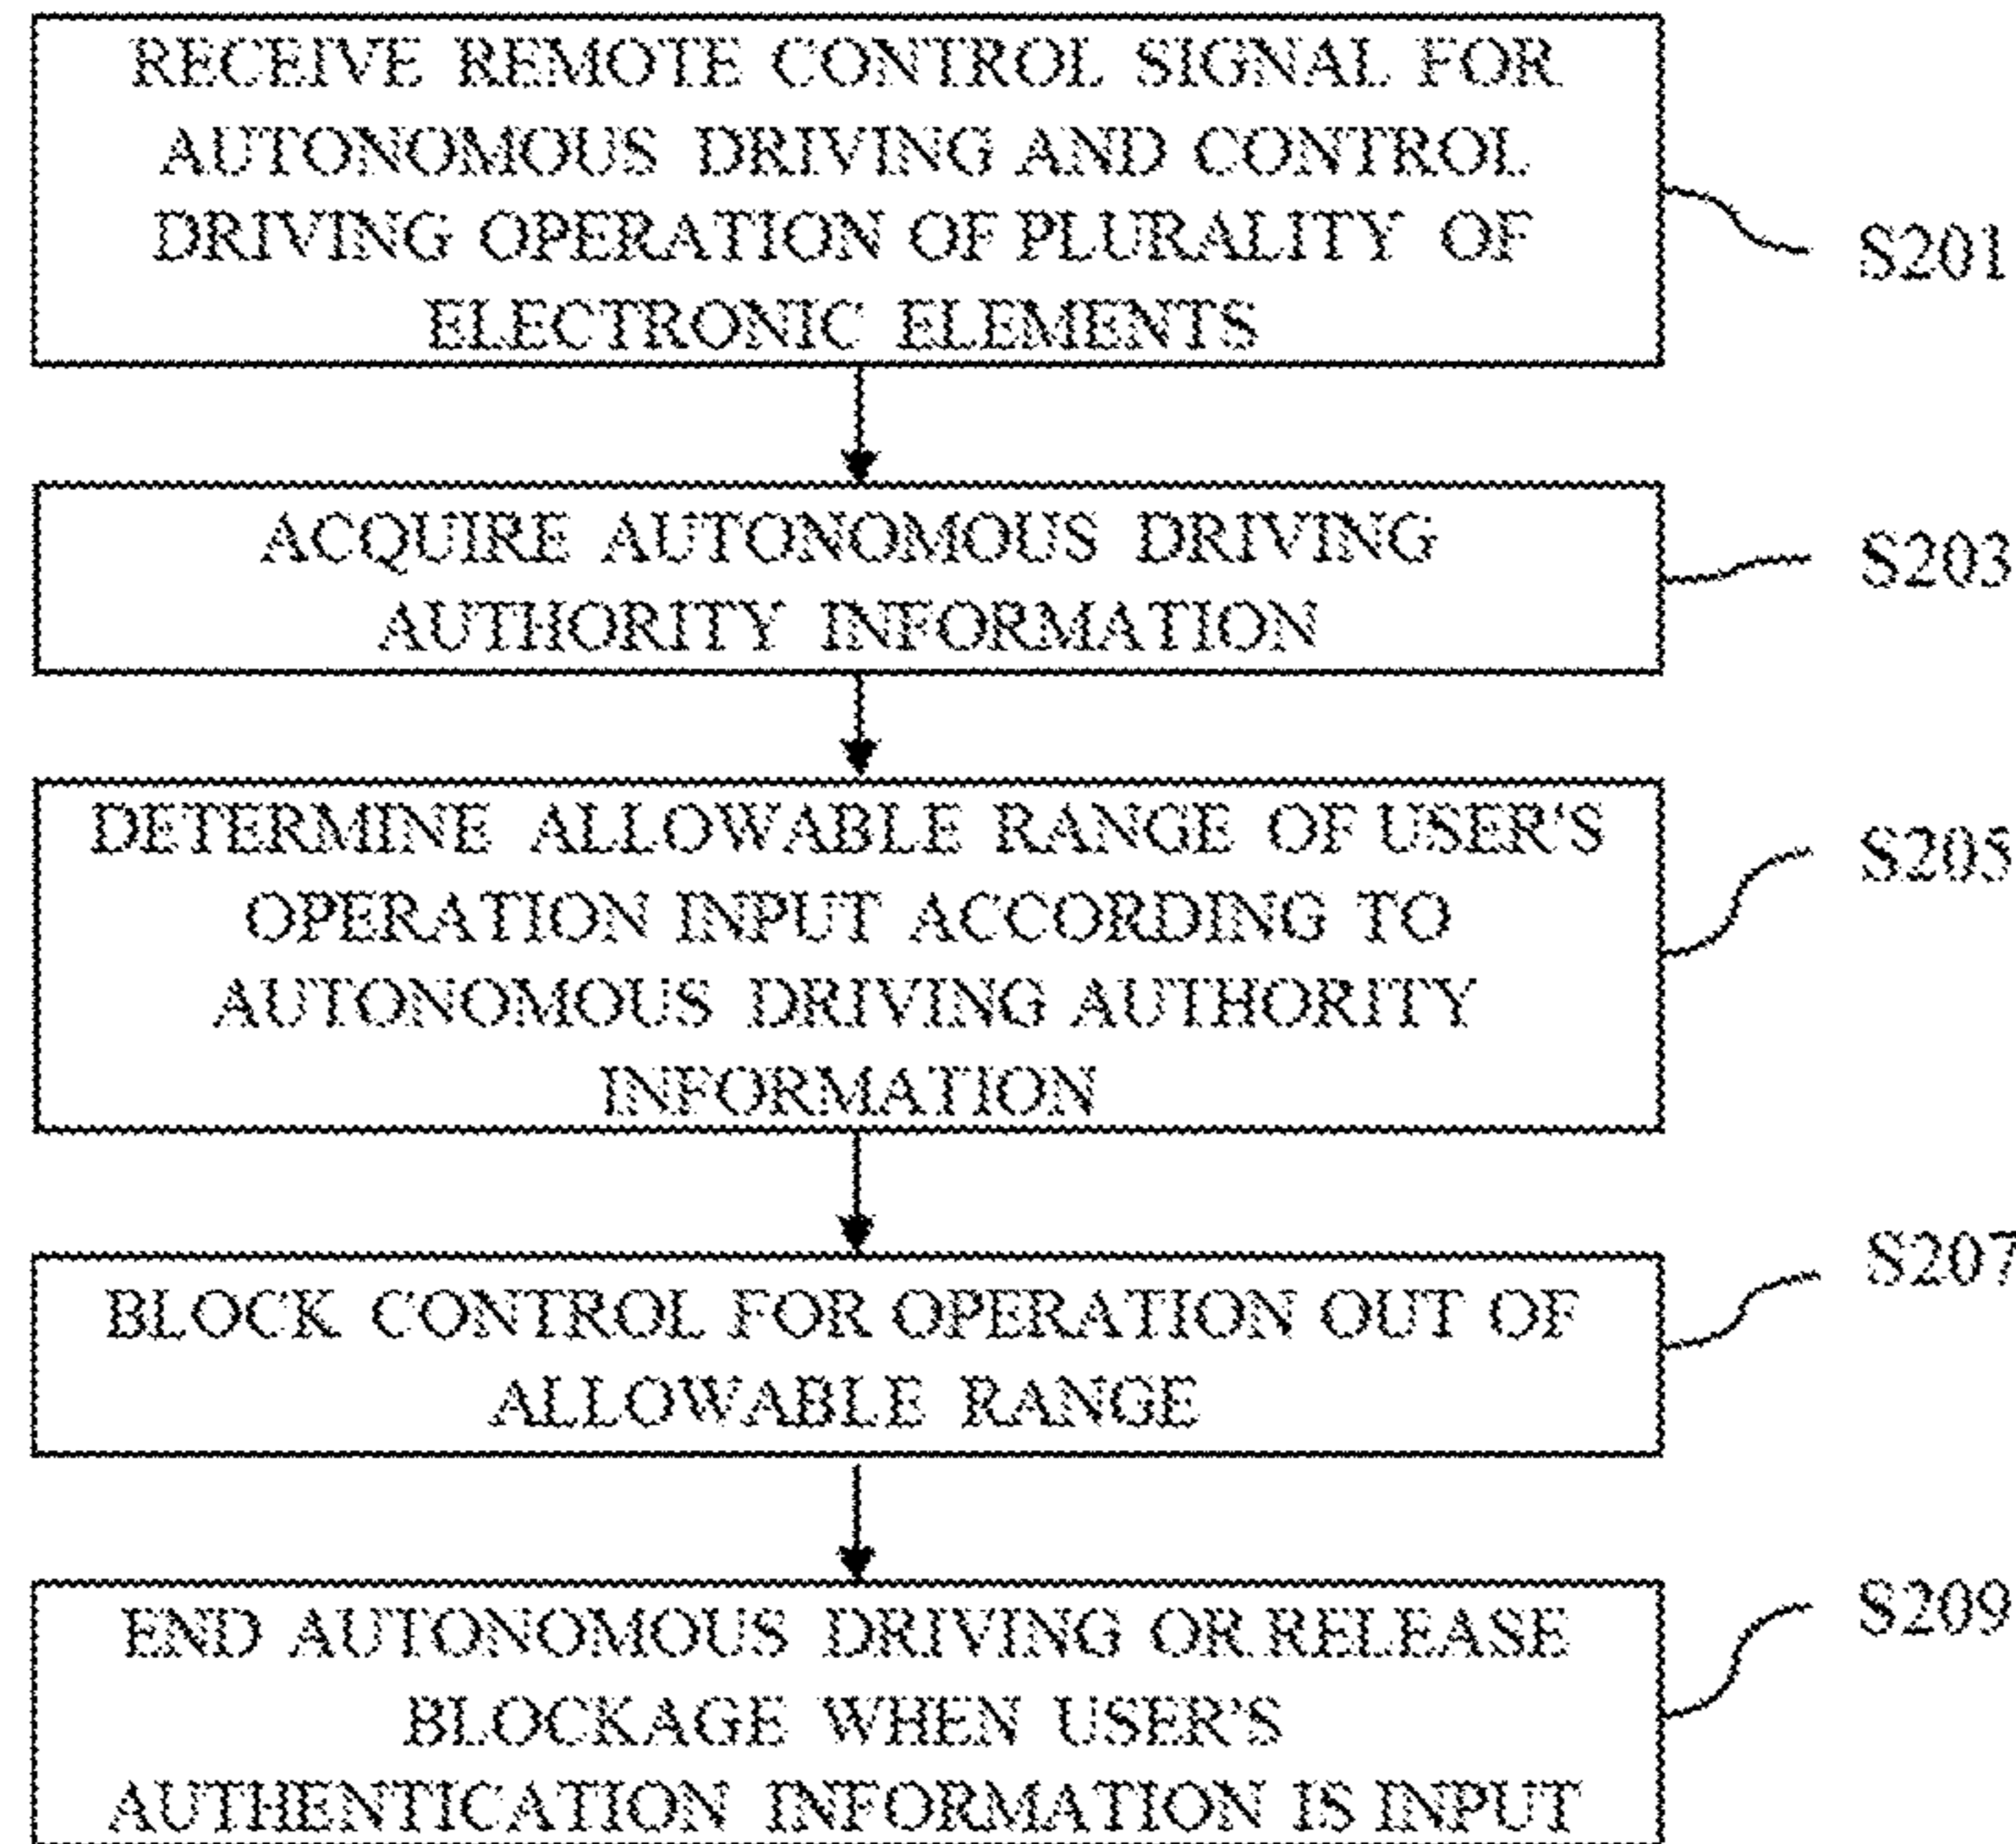 RECEIVE REMOTE CONTROL SIGNAL FOR
AUTONOMOUS DRIVING AND CONTROL
DRIVING OPERATION OF PLURALITY OF
ELECTRONIC ELEMENTS
S201
ACQUIRE AUTONOMOUS DRIVING
AUTHORITY INFORMATION
S203
DETERMINE ALLOWABLE RANGE OF USER'S
OPERATION INPUT ACCORDING TO
AUTONOMOUS DRIVING AUTHORITY
INFORMATION
S205
BLOCK CONTROL FOR OPERATION OUT OF
ALLOWABLE RANGE
S207
END AUTONOMOUS DRIVING OR RELEASE
BLOCKAGE WHEN USER'S
AUTHENTICATION INFORMATION IS INPUT
S209